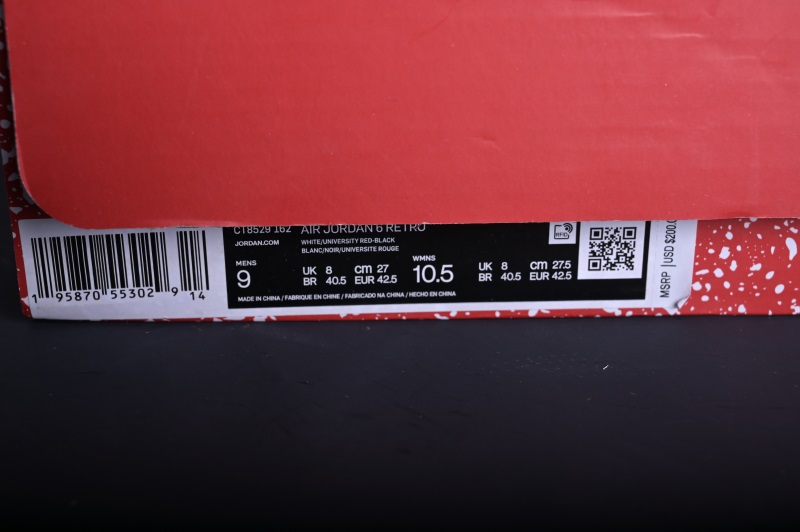 CT8529 162
AIR JORDAN 6 RETRO
JORDAN.COM
WHITE/UNIVERSITY RED-BLACK
BLANC/NOIR/UNIVERSITE ROUGE
RFID
MENS
9
UK 8 cm 27
BR 40.5 EUR 42.5
WMNS
10.5
UK 8 cm 27.5
BR 40.5 EUR 42.5
MADE IN CHINA / FABRIQUE EN CHINE / FABRICADO NA CHINA / HECHO EN CHINA
1 95870 55302 9 14
MSRP | USD $200.0